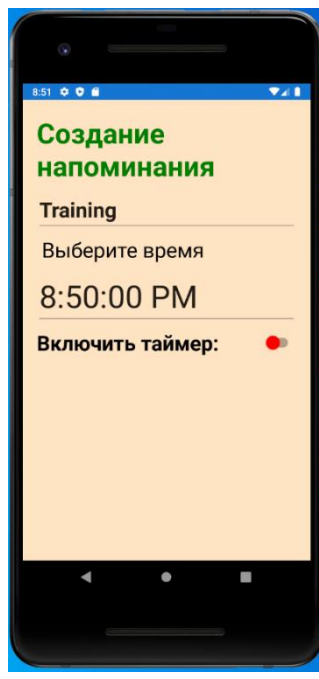 8:51
Создание
напоминания
Training
Выберите время
8:50:00 PM
Включить таймер: